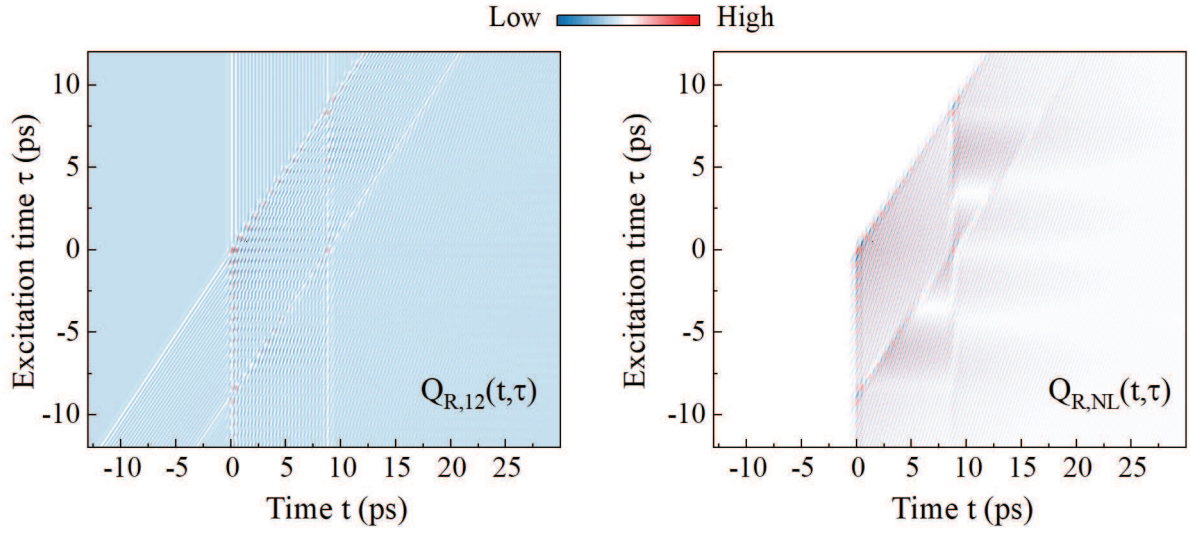 Low High
Excitation time τ (ps)
10
5
0
-5
-10
Q_R,12(t,τ)
-10 -5 0 5 10 15 20 25
Time t (ps)
Excitation time τ (ps)
10
5
0
-5
-10
Q_R,NL(t,τ)
-10 -5 0 5 10 15 20 25
Time t (ps)